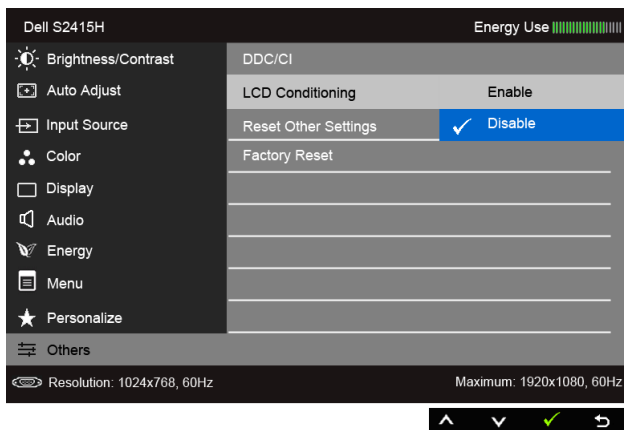 Dell S2415H
Energy Use
Brightness/Contrast
Auto Adjust
Input Source
Color
Display
Audio
Energy
Menu
Personalize
Others
DDC/CI
LCD Conditioning
Reset Other Settings
Factory Reset
Enable
Disable
Resolution: 1024x768, 60Hz
Maximum: 1920x1080, 60Hz